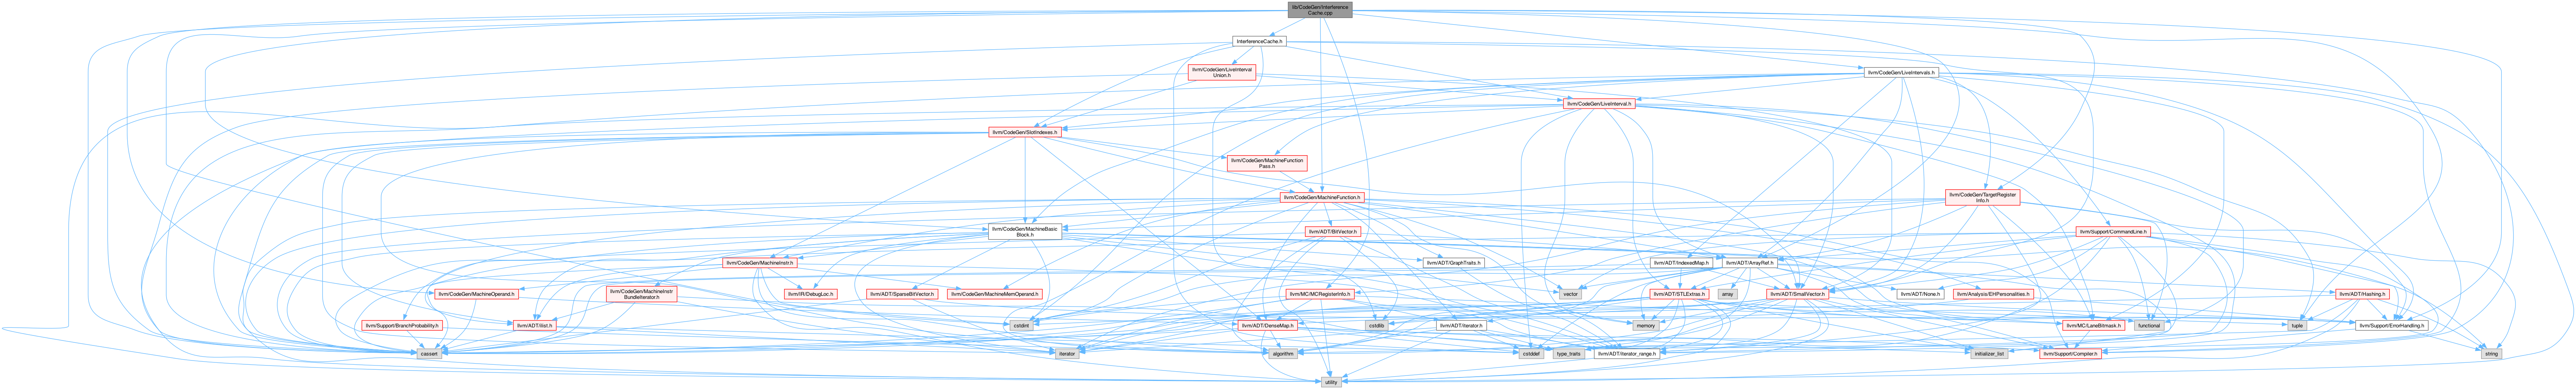 lib/CodeGen/Interference
Cache.cpp
InterferenceCache.h
llvm/CodeGen/LiveInterval
Union.h
llvm/CodeGen/LiveIntervals.h
llvm/CodeGen/LiveInterval.h
llvm/CodeGen/SlotIndexes.h
llvm/CodeGen/MachineFunction
Pass.h
llvm/CodeGen/MachineFunction.h
llvm/CodeGen/TargetRegister
Info.h
llvm/CodeGen/MachineBasic
Block.h
llvm/ADT/BitVector.h
llvm/Support/CommandLine.h
llvm/CodeGen/MachineInstr.h
llvm/ADT/GraphTraits.h
llvm/ADT/IndexedMap.h
llvm/ADT/ArrayRef.h
llvm/CodeGen/MachineOperand.h
llvm/CodeGen/MachineInstr
BundleIterator.h
llvm/IR/DebugLoc.h
llvm/ADT/SparseBitVector.h
llvm/CodeGen/MachineMemOperand.h
llvm/MC/MCRegisterInfo.h
vector
llvm/ADT/STLExtras.h
array
llvm/ADT/SmallVector.h
llvm/ADT/None.h
llvm/Analysis/EHPersonalities.h
llvm/ADT/Hashing.h
llvm/Support/BranchProbability.h
llvm/ADT/ilist.h
cstdint
llvm/ADT/DenseMap.h
cstdlib
llvm/ADT/iterator.h
memory
llvm/MC/LaneBitmask.h
functional
tuple
llvm/Support/ErrorHandling.h
cassert
iterator
algorithm
llvm/ADT/iterator_range.h
cstddef
type_traits
initializer_list
llvm/Support/Compiler.h
string
utility